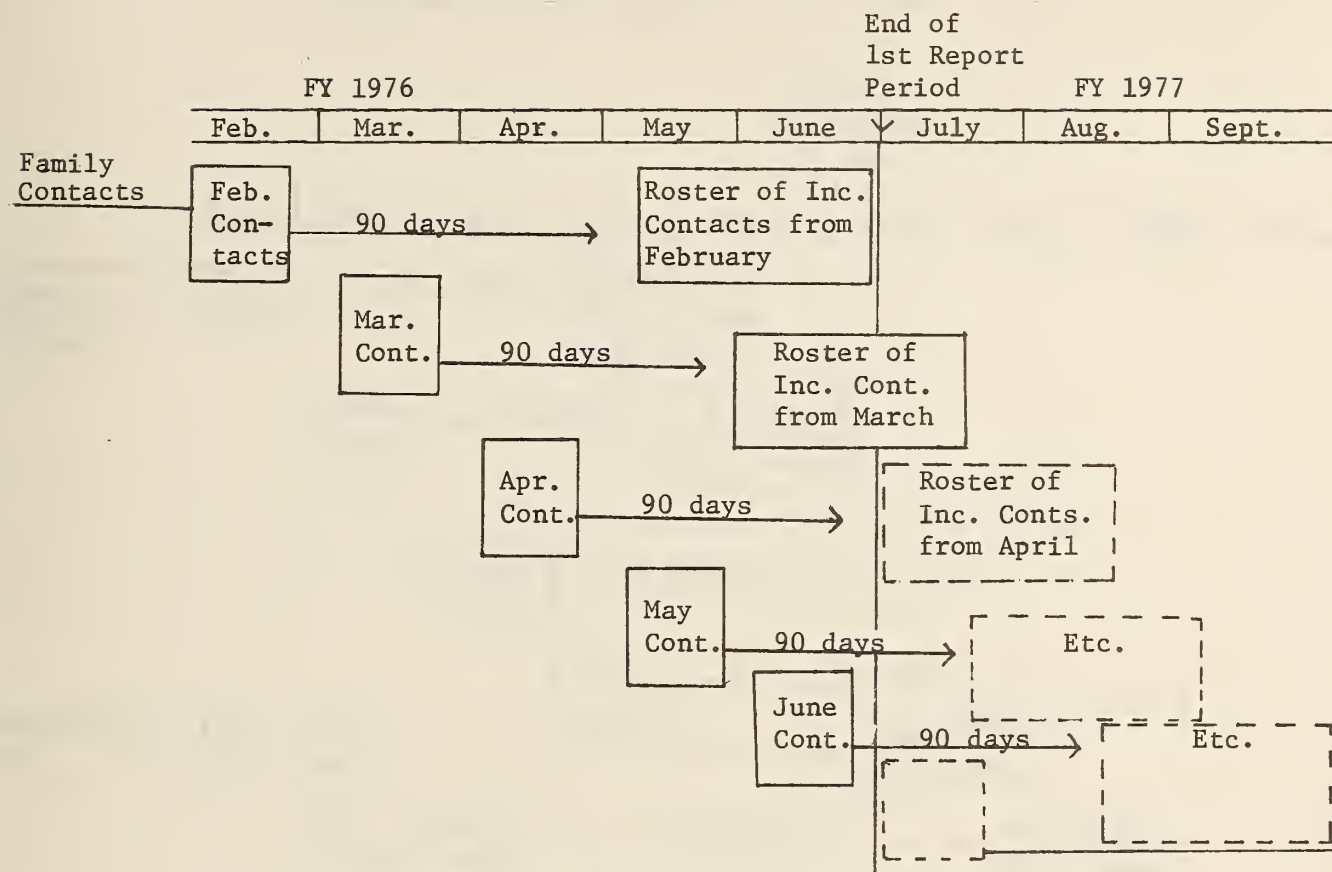 End of
1st Report
FY 1976 Period FY 1977
Feb. Mar. Apr. May June July Aug. Sept.
Family
Contacts
Feb.
Con-
tacts
90 days
Roster of Inc.
Contacts from
February
Mar.
Cont.
90 days
Roster of
Inc. Cont.
from March
Apr.
Cont.
90 days
Roster of
Inc. Conts.
from April
May
Cont.
90 days
Etc.
June
Cont.
90 days
Etc.